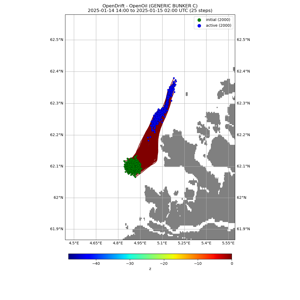 OpenDrift - OpenOil (GENERIC BUNKER C)
2025-01-14 14:00 to 2025-01-15 02:00 UTC (25 steps)
initial (2000)
active (2000)
62.5°N 62.5°N
62.4°N 62.4°N
62.3°N 62.3°N
62.2°N 62.2°N
62.1°N 62.1°N
62°N 62°N
61.9°N 61.9°N
4.5°E 4.65°E 4.8°E 4.95°E 5.1°E 5.25°E 5.4°E 5.55°E
−40 −30 −20 −10 0
z